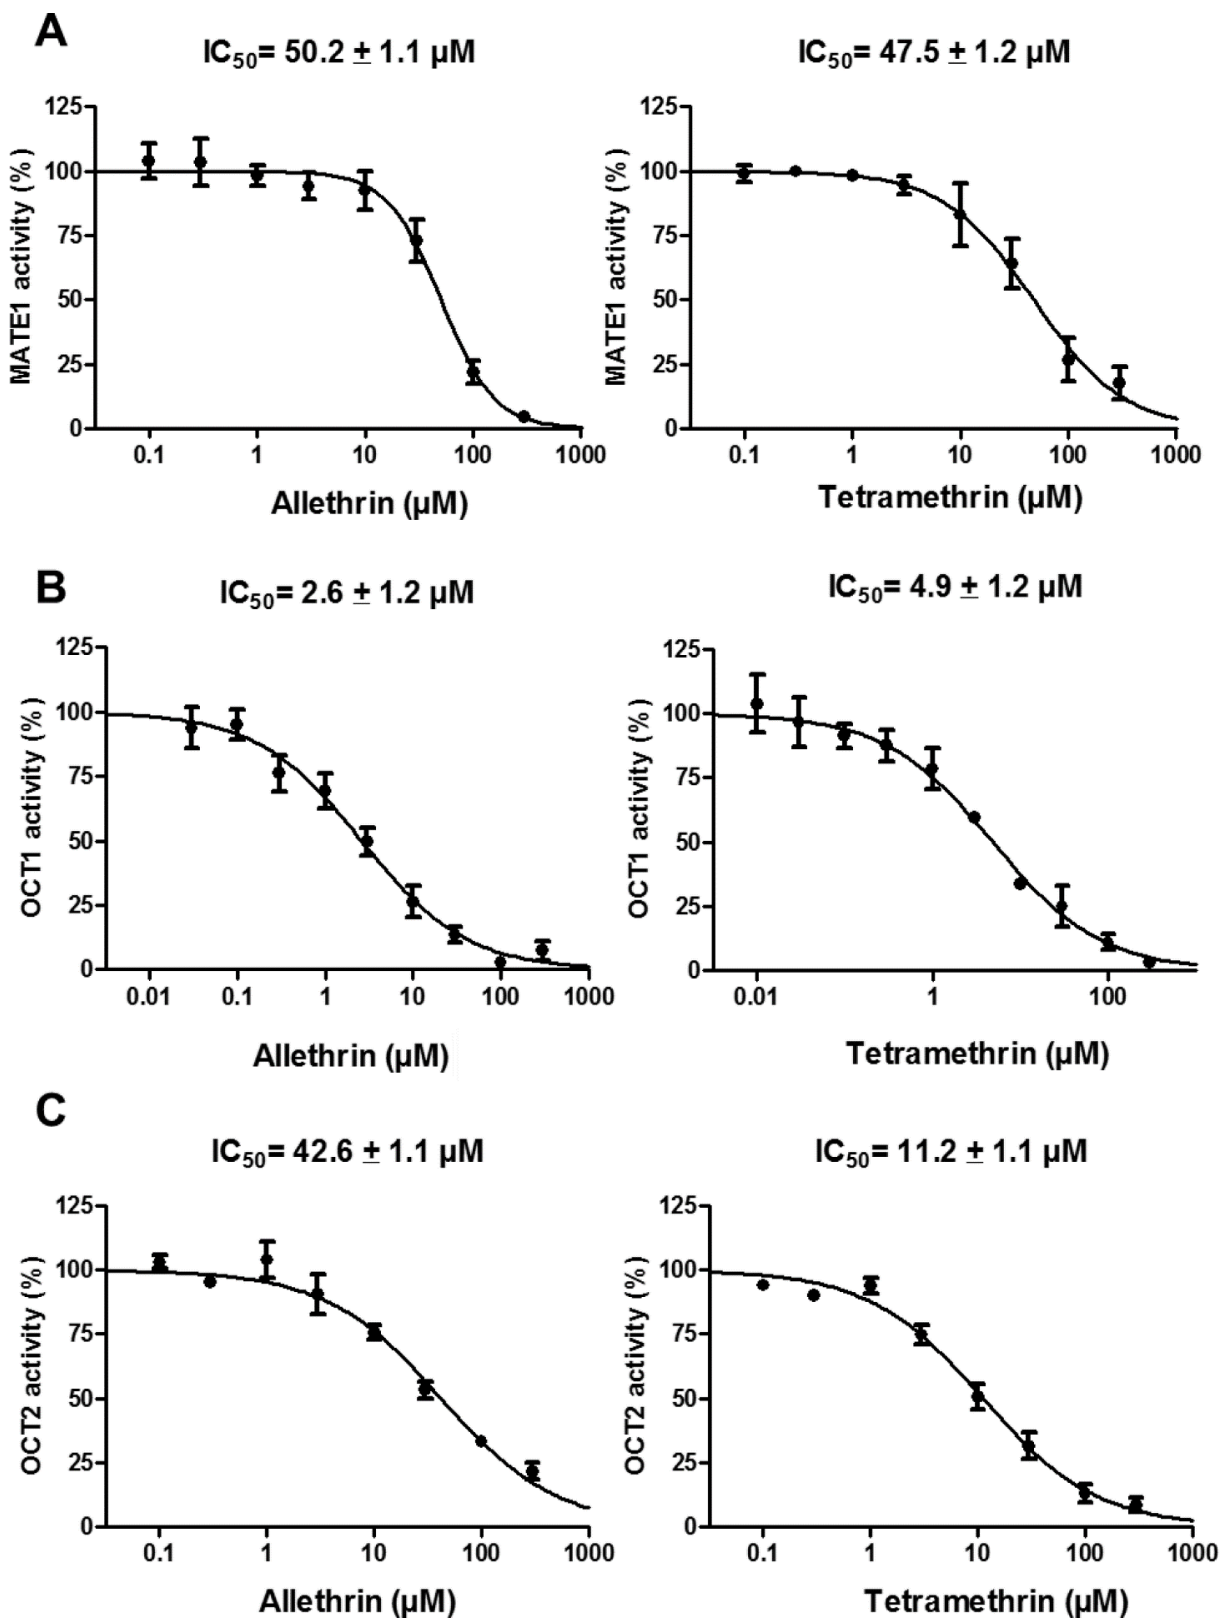 A
IC50= 50.2 ± 1.1 µM
IC50= 47.5 ± 1.2 µM
MATE1 activity (%)
125
100
75
50
25
0
0.1 1 10 100 1000
Allethrin (µM)
MATE1 activity (%)
125
100
75
50
25
0
0.1 1 10 100 1000
Tetramethrin (µM)
B
IC50= 2.6 ± 1.2 µM
IC50= 4.9 ± 1.2 µM
OCT1 activity (%)
125
100
75
50
25
0
0.01 0.1 1 10 100 1000
Allethrin (µM)
OCT1 activity (%)
125
100
75
50
25
0
0.01 1 100
Tetramethrin (µM)
C
IC50= 42.6 ± 1.1 µM
IC50= 11.2 ± 1.1 µM
OCT2 activity (%)
125
100
75
50
25
0
0.1 1 10 100 1000
Allethrin (µM)
OCT2 activity (%)
125
100
75
50
25
0
0.1 1 10 100 1000
Tetramethrin (µM)